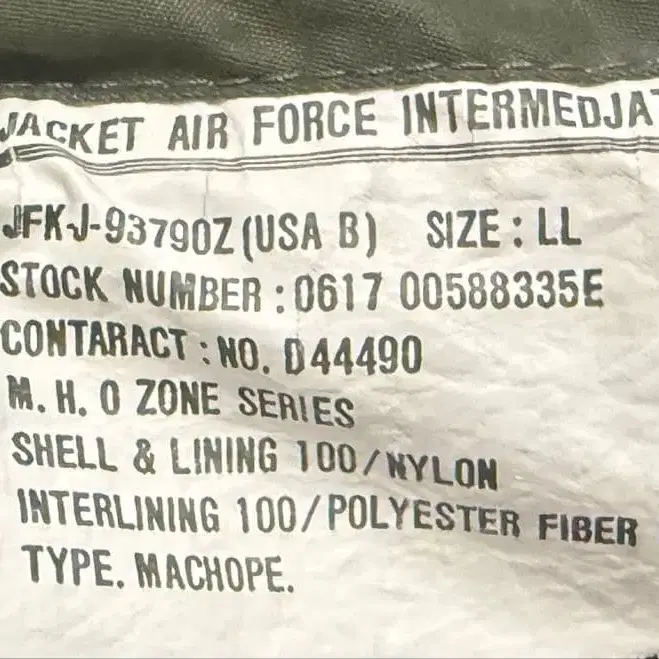 JACKET AIR FORCE INTERMEDJAT
JFKJ-93790Z (USA B) SIZE : LL
STOCK NUMBER : 0617 00588335E
CONTARACT : NO. D44490
M. H. O ZONE SERIES
SHELL & LINING 100/NYLON
INTERLINING 100/POLYESTER FIBER
TYPE. MACHOPE.